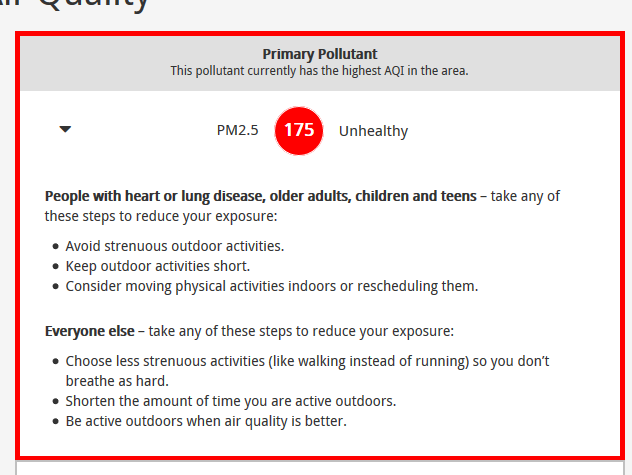 Air Quality
Primary Pollutant
This pollutant currently has the highest AQI in the area.
PM2.5 175 Unhealthy
People with heart or lung disease, older adults, children and teens – take any of
these steps to reduce your exposure:
• Avoid strenuous outdoor activities.
• Keep outdoor activities short.
• Consider moving physical activities indoors or rescheduling them.
Everyone else – take any of these steps to reduce your exposure:
• Choose less strenuous activities (like walking instead of running) so you don’t
breathe as hard.
• Shorten the amount of time you are active outdoors.
• Be active outdoors when air quality is better.